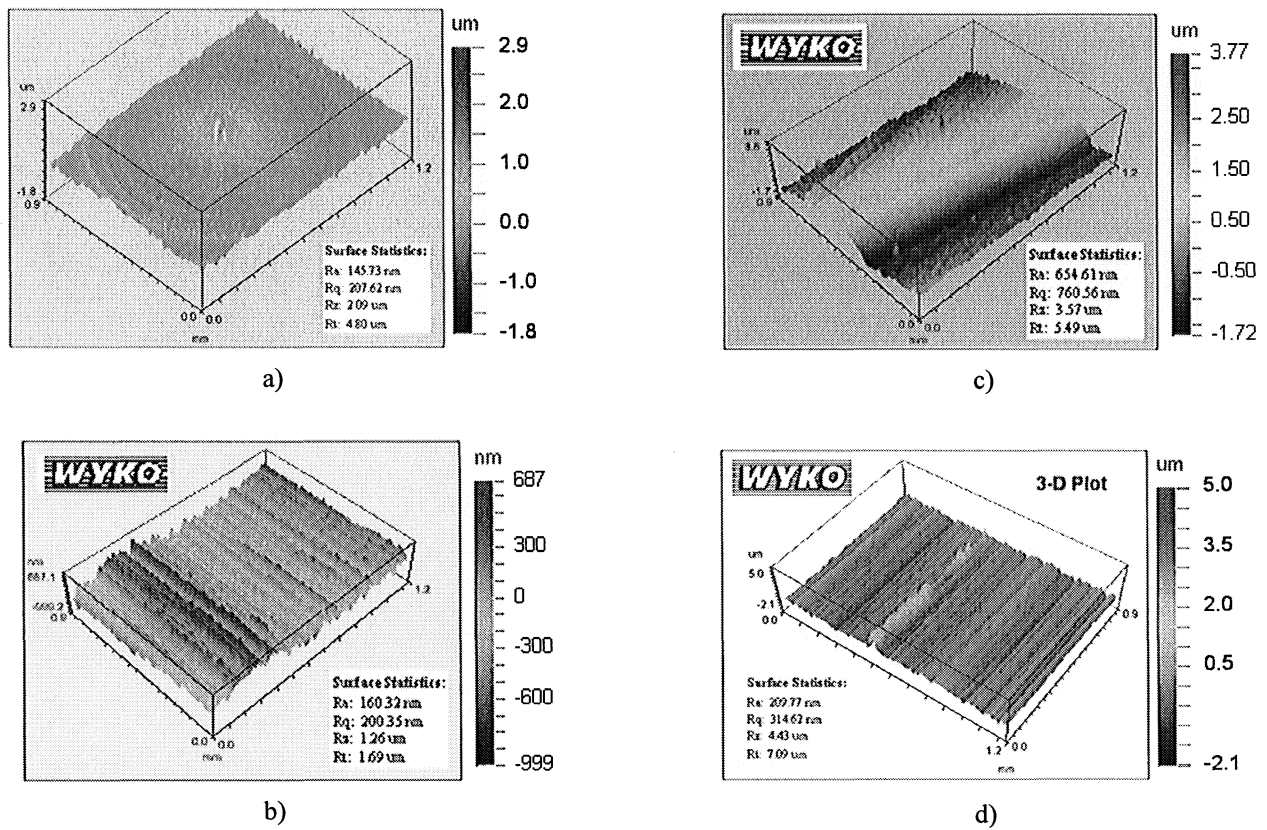 um
2.9
2.0
1.0
0.0
-1.0
-1.8
um
2.9
-1.8
0.9
1.2
0.0 0.0
mm
Surface Statistics:
Ra: 145.73 nm
Rq: 207.62 nm
Rz: 2.09 um
Rt: 4.80 um
a)
WYKO
um
3.77
2.50
1.50
0.50
-0.50
-1.72
um
-1.7
0.9
1.2
0.0 0.0
mm
Surface Statistics:
Ra: 654.61 nm
Rq: 760.56 nm
Rz: 3.57 um
Rt: 5.49 um
c)
WYKO
nm
687
300
0
-300
-600
-999
nm
687.1
0.9
1.2
0.0 0.0
mm
Surface Statistics:
Ra: 160.32 nm
Rq: 200.35 nm
Rz: 1.26 um
Rt: 1.69 um
b)
WYKO
3-D Plot
um
5.0
3.5
2.0
0.5
-2.1
um
5.0
-2.1
0.0
0.9
1.2 0.0
mm
Surface Statistics:
Ra: 209.77 nm
Rq: 314.62 nm
Rz: 4.43 um
Rt: 7.09 um
d)